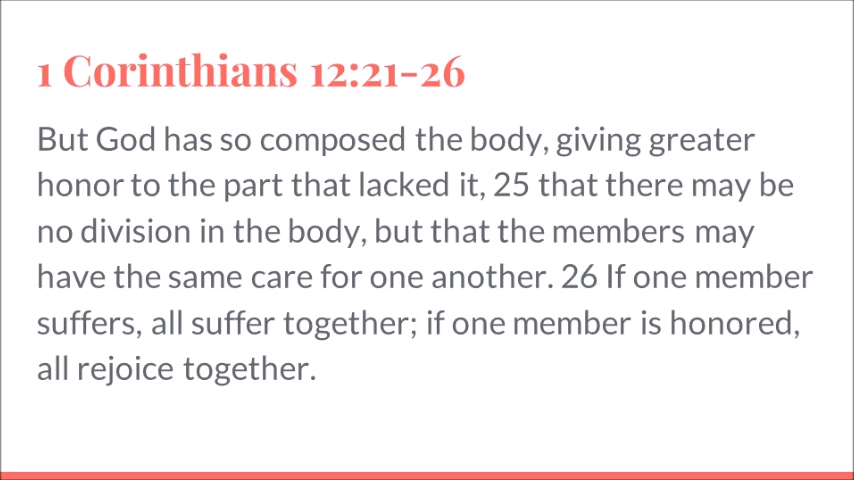 1 Corinthians 12:21-26
But God has so composed the body, giving greater
honor to the part that lacked it, 25 that there may be
no division in the body, but that the members may
have the same care for one another. 26 If one member
suffers, all suffer together; if one member is honored,
all rejoice together.